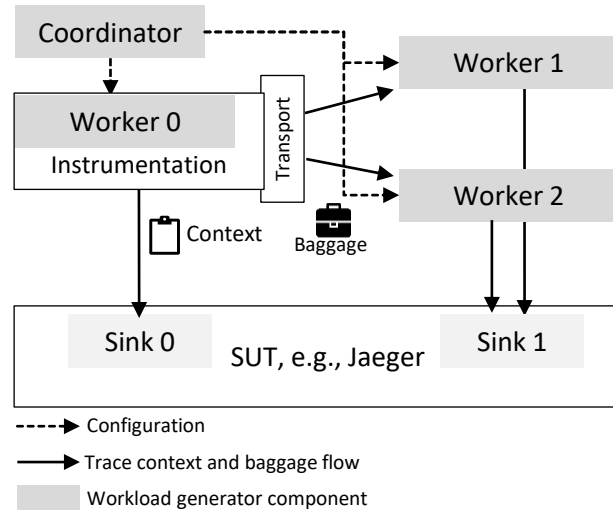 Coordinator
Worker 1
Worker 0
Instrumentation
Transport
Worker 2
Context
Baggage
Sink 0
SUT, e.g., Jaeger
Sink 1
Configuration
Trace context and baggage flow
Workload generator component